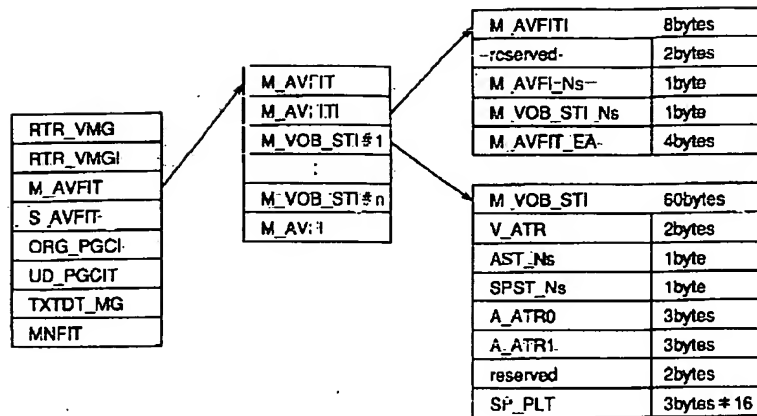 RTR_VMG
RTR_VMGI
M_AVFIT
S_AVFIT
ORG_PGCI
UD_PGCIT
TXTDT_MG
MNFIT
M_AVFIT
M_AVFITI
M_VOB_STI#1
:
M_VOB_STI#n
M_AVFI
M_AVFITI 8bytes
-reserved- 2bytes
M_AVFI_Ns 1byte
M_VOB_STI_Ns 1byte
M_AVFIT_EA 4bytes
M_VOB_STI 60bytes
V_ATR 2bytes
AST_Ns 1byte
SPST_Ns 1byte
A_ATR0 3bytes
A_ATR1 3bytes
reserved 2bytes
SP_PLT 3bytes*16